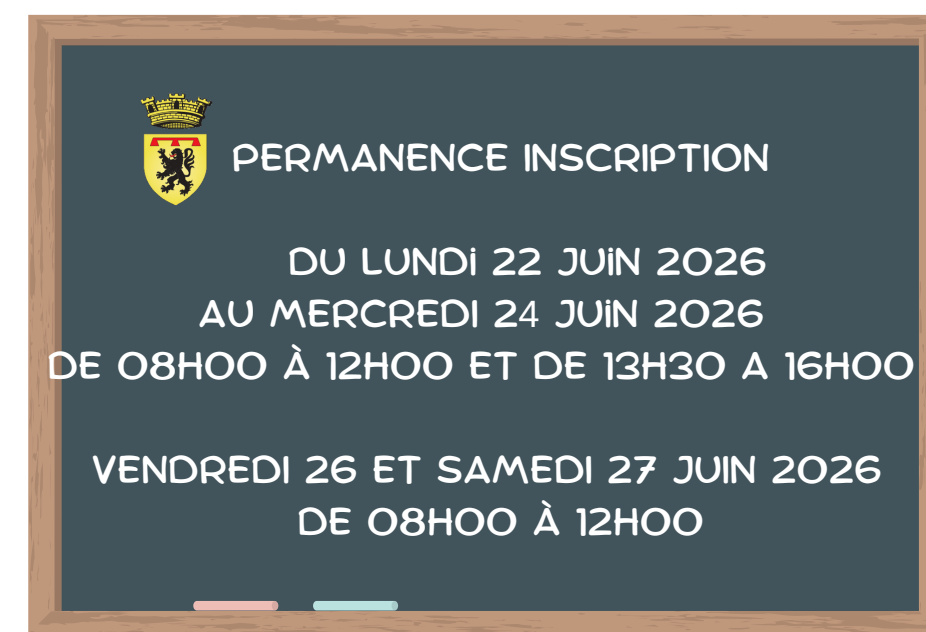 PERMANENCE INSCRIPTION
DU LUNDI 22 JUIN 2026
AU MERCREDI 24 JUIN 2026
DE 08H00 À 12H00 ET DE 13H30 A 16H00
VENDREDI 26 ET SAMEDI 27 JUIN 2026
DE 08H00 À 12H00